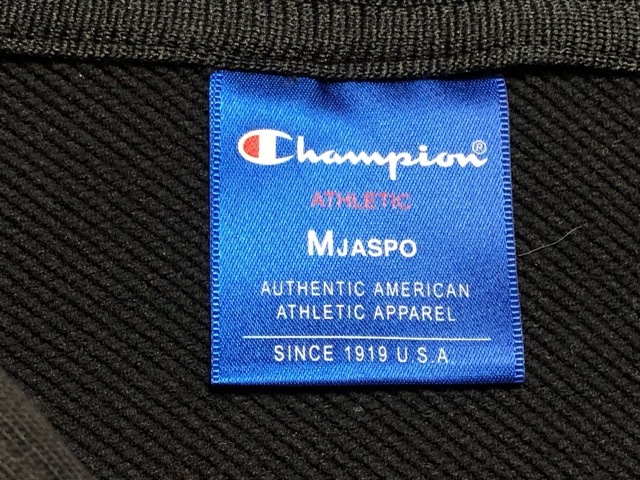 Champion®
ATHLETIC
MJASPO
AUTHENTIC AMERICAN
ATHLETIC APPAREL
SINCE 1919 U.S.A.